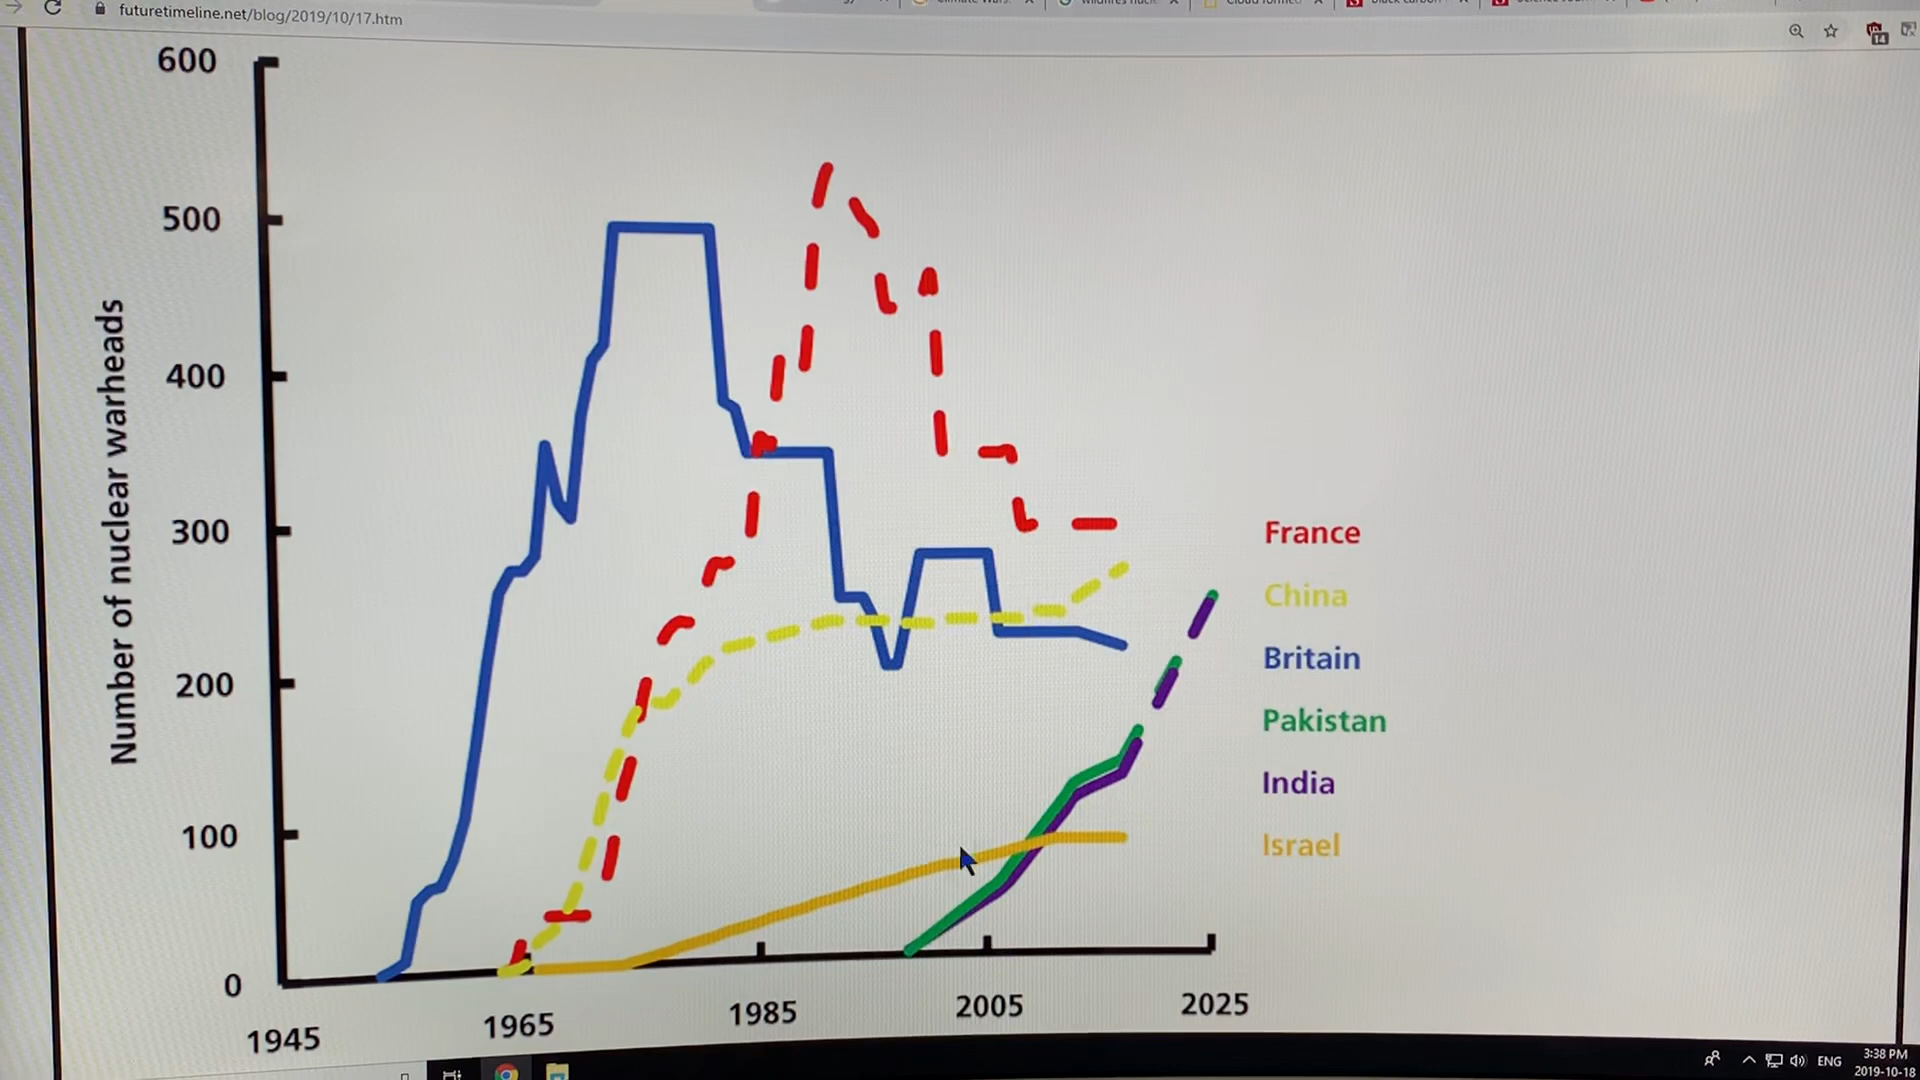 futuretimeline.net/blog/2019/10/17.htm
14
600
500
400
300
200
100
0
Number of nuclear warheads
1945
1965
1985
2005
2025
France
China
Britain
Pakistan
India
Israel
ENG
3:38 PM
2019-10-18